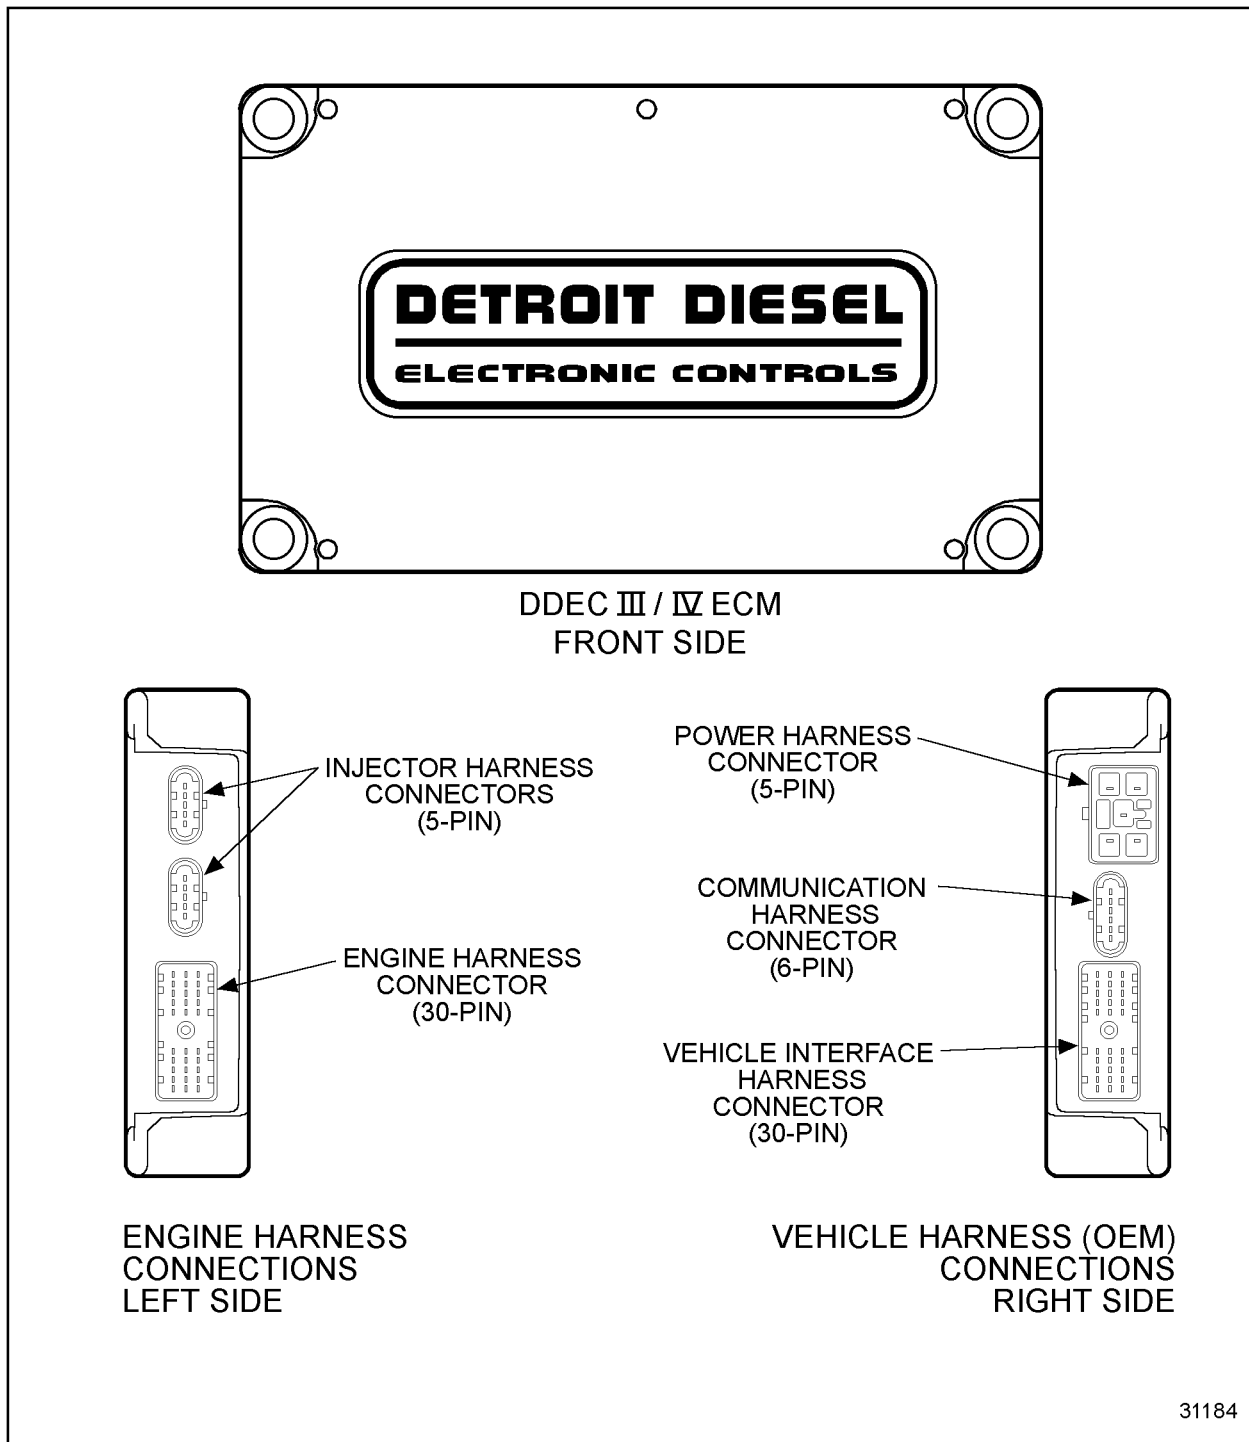 DETROIT DIESEL
ELECTRONIC CONTROLS
DDEC III / IV ECM
FRONT SIDE
INJECTOR HARNESS
CONNECTORS
(5-PIN)
ENGINE HARNESS
CONNECTOR
(30-PIN)
POWER HARNESS
CONNECTOR
(5-PIN)
COMMUNICATION
HARNESS
CONNECTOR
(6-PIN)
VEHICLE INTERFACE
HARNESS
CONNECTOR
(30-PIN)
ENGINE HARNESS
CONNECTIONS
LEFT SIDE
VEHICLE HARNESS (OEM)
CONNECTIONS
RIGHT SIDE
31184